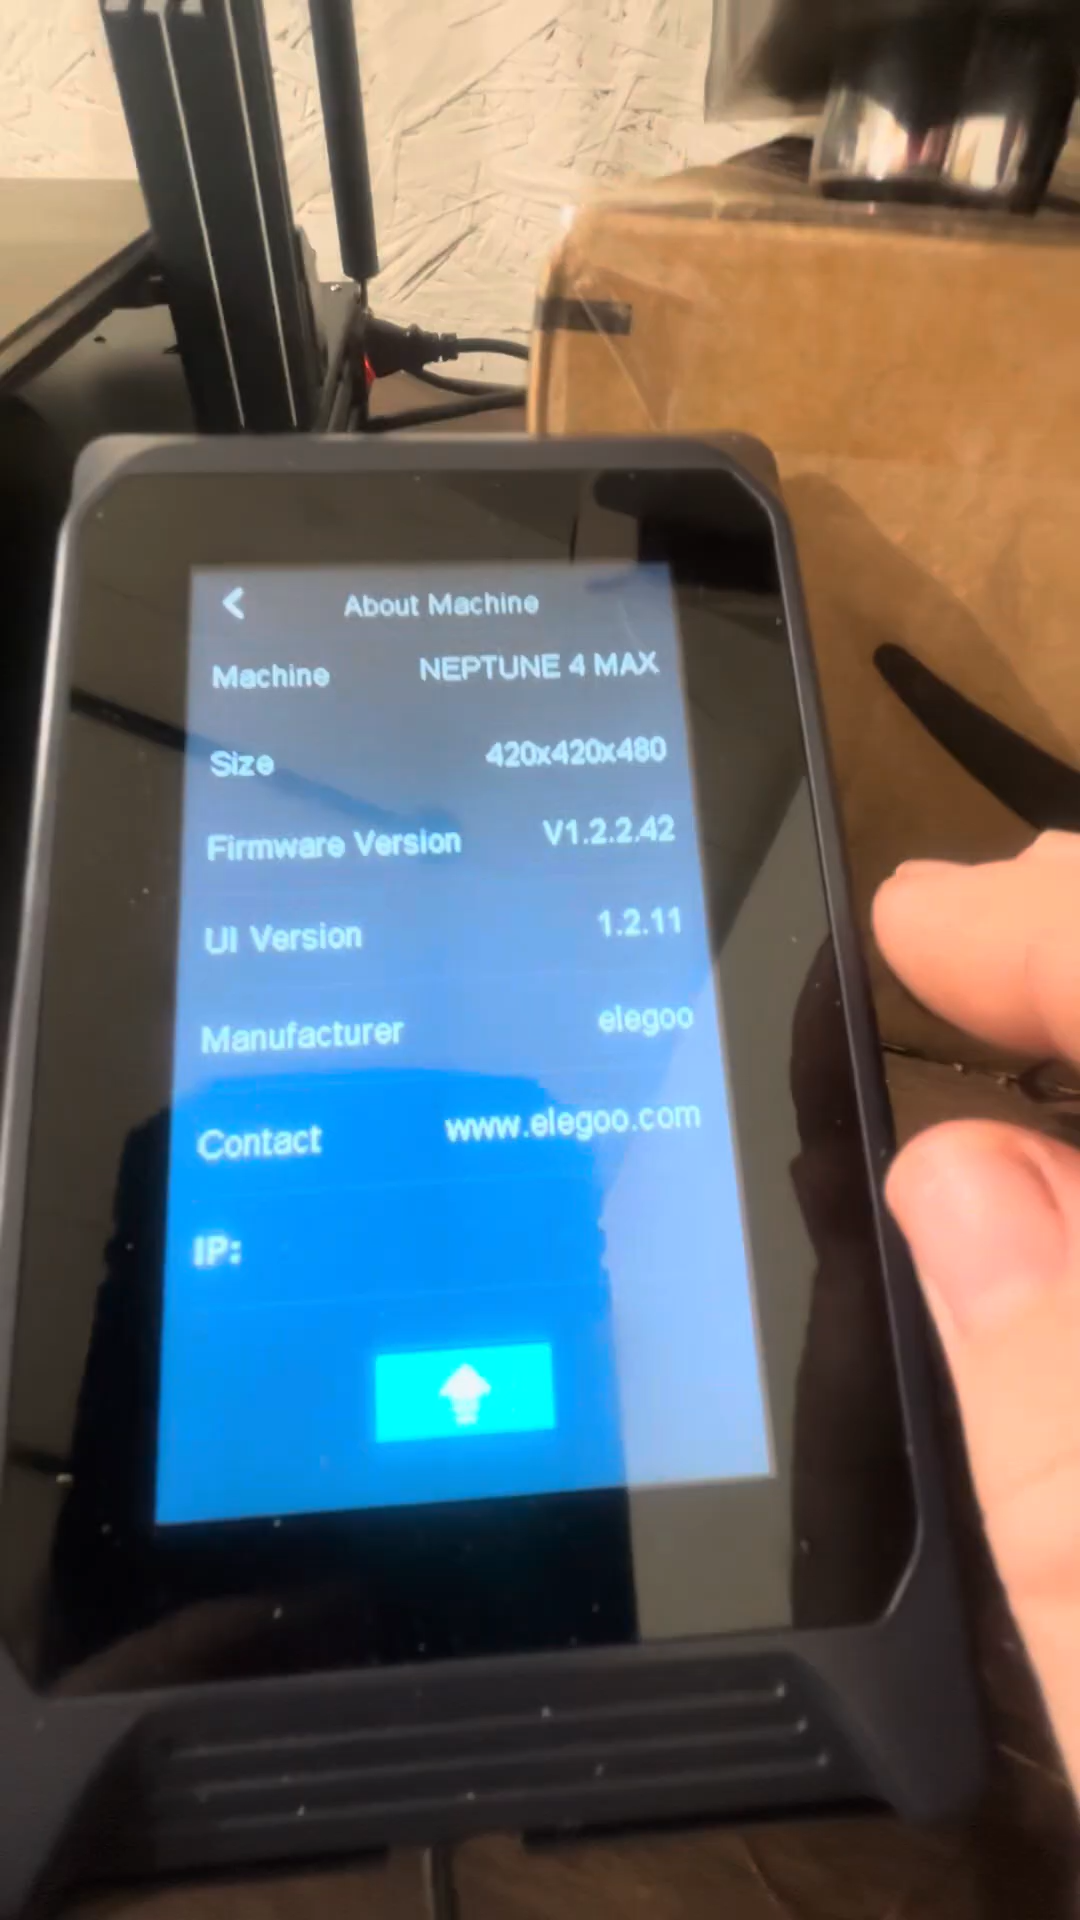 About Machine
Machine NEPTUNE 4 MAX
Size 420x420x480
Firmware Version V1.2.2.42
UI Version 1.2.11
Manufacturer elegoo
Contact www.elegoo.com
IP: